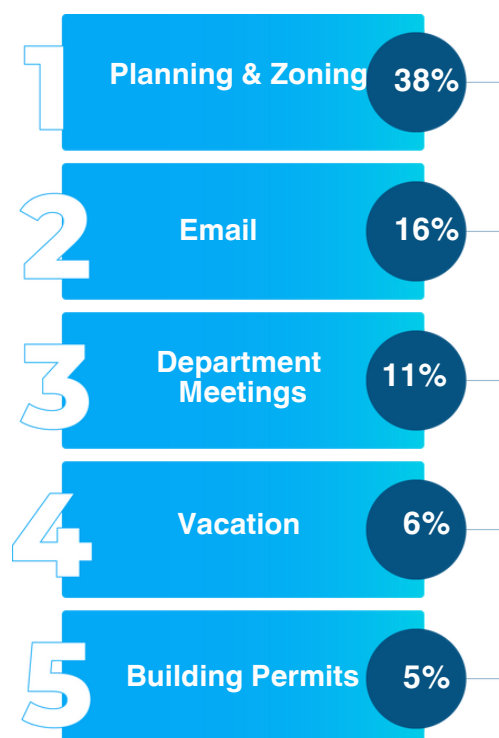 1
Planning & Zoning
38%
2
Email
16%
3
Department
Meetings
11%
4
Vacation
6%
5
Building Permits
5%